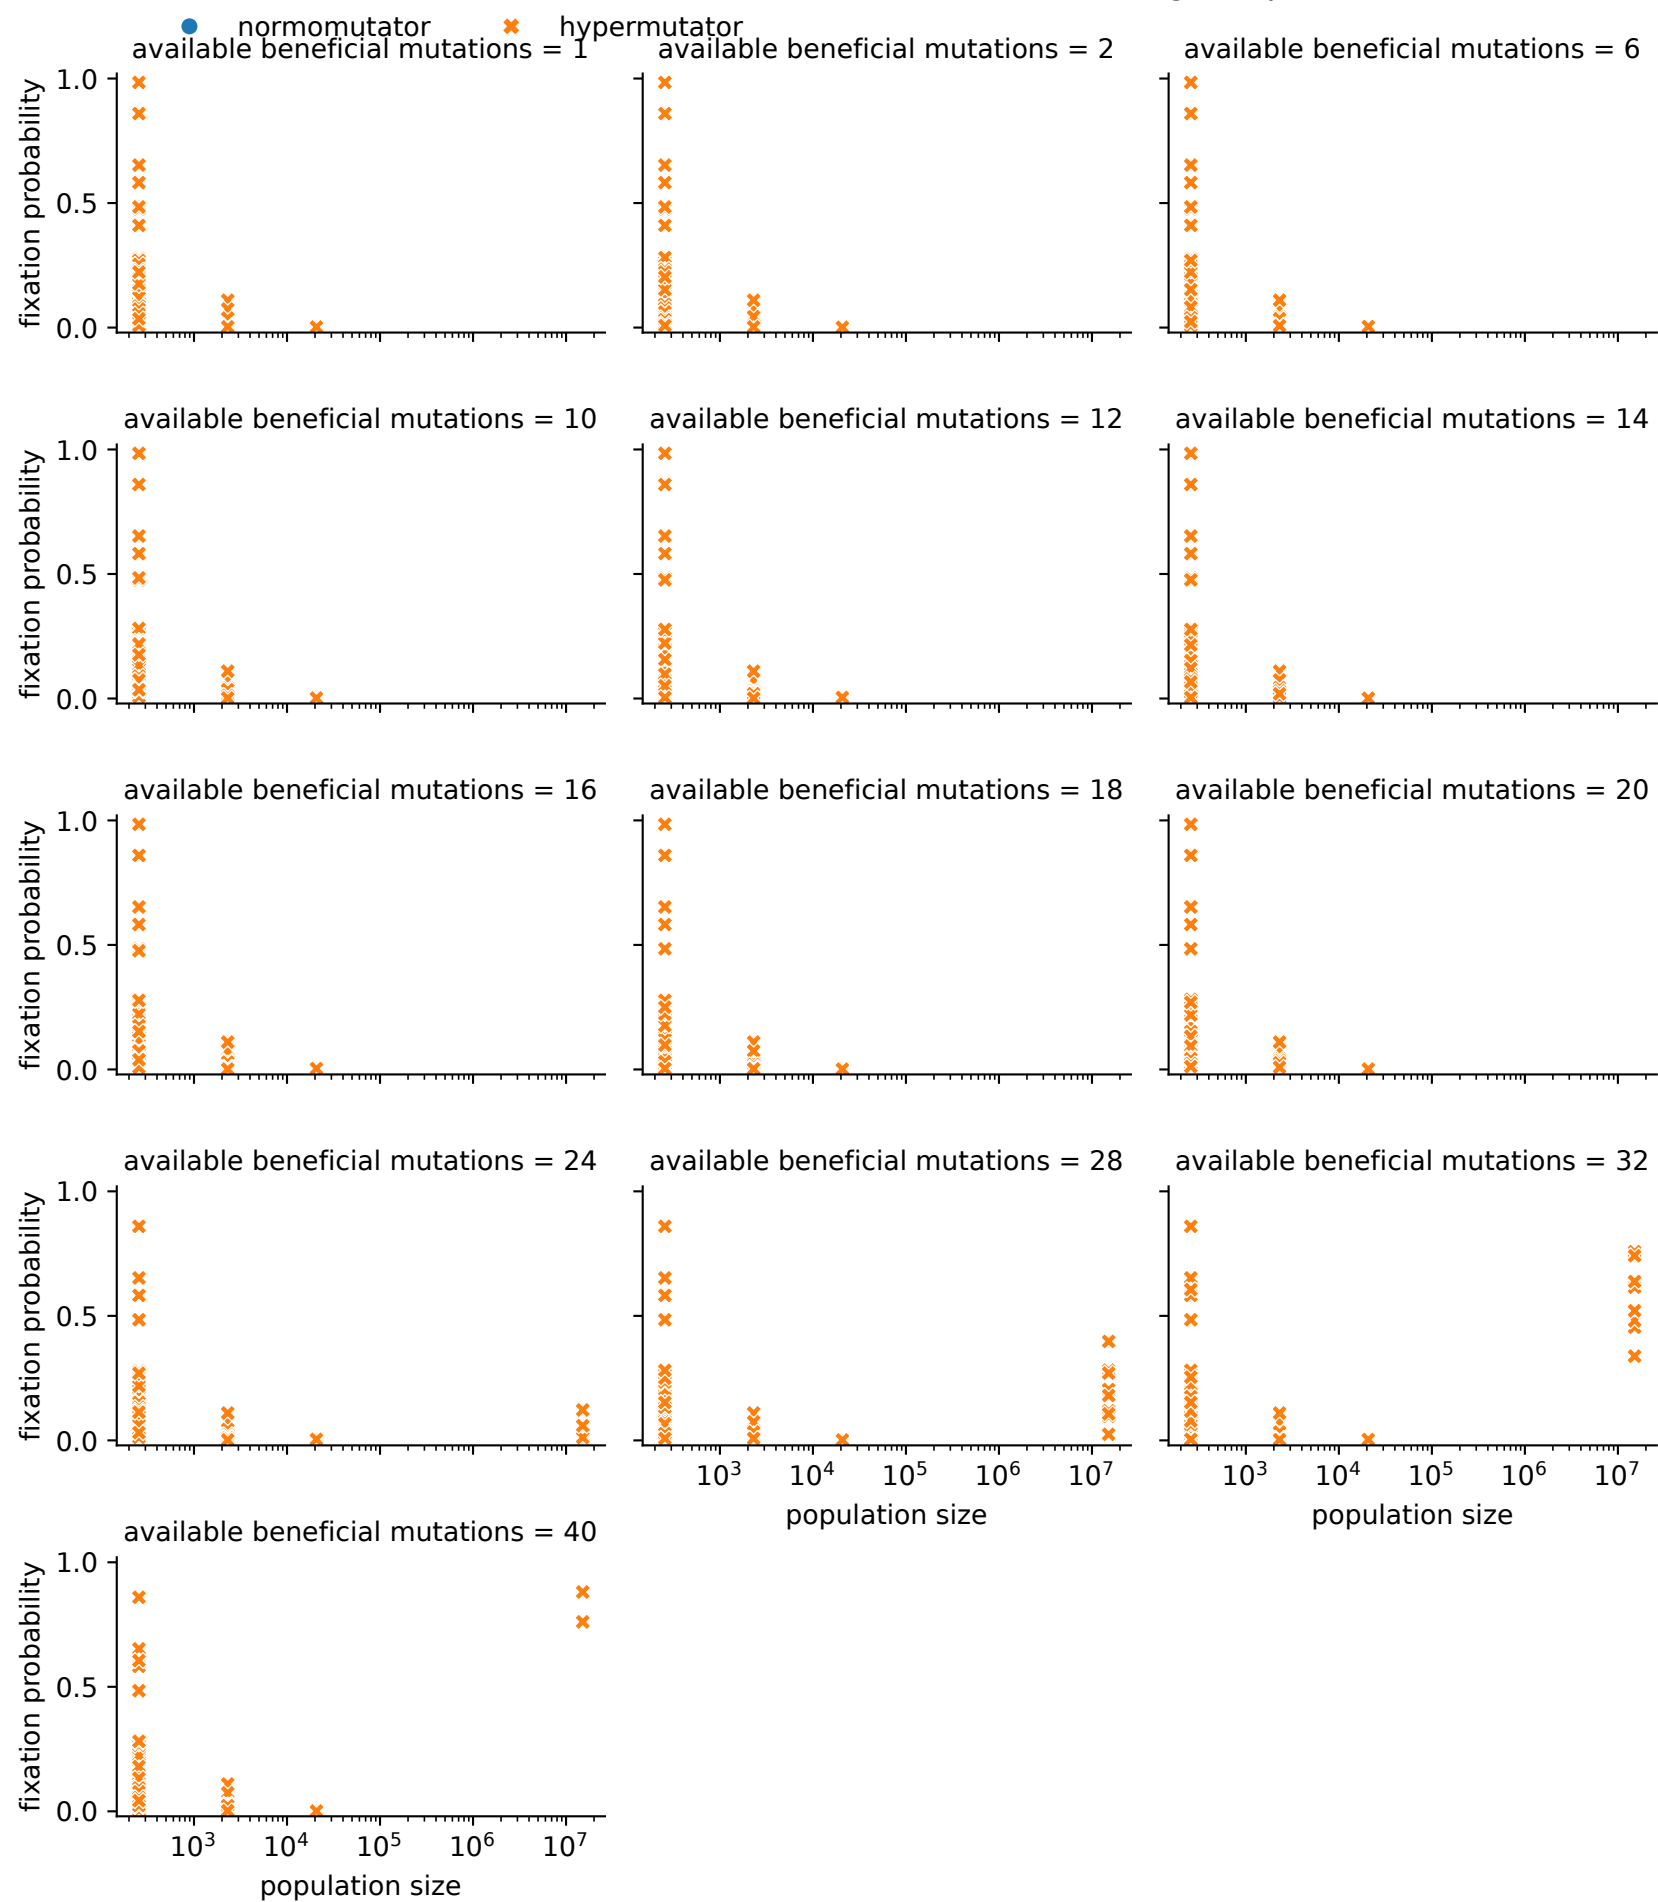 normomutator hypermutator
available beneficial mutations = 1 available beneficial mutations = 2 available beneficial mutations = 6
1.0
0.5
0.0
fixation probability
available beneficial mutations = 10 available beneficial mutations = 12 available beneficial mutations = 14
1.0
0.5
0.0
fixation probability
available beneficial mutations = 16 available beneficial mutations = 18 available beneficial mutations = 20
1.0
0.5
0.0
fixation probability
available beneficial mutations = 24 available beneficial mutations = 28 available beneficial mutations = 32
1.0
0.5
0.0
fixation probability
10³ 10⁴ 10⁵ 10⁶ 10⁷ 10³ 10⁴ 10⁵ 10⁶ 10⁷
population size population size
available beneficial mutations = 40
1.0
0.5
0.0
fixation probability
10³ 10⁴ 10⁵ 10⁶ 10⁷
population size